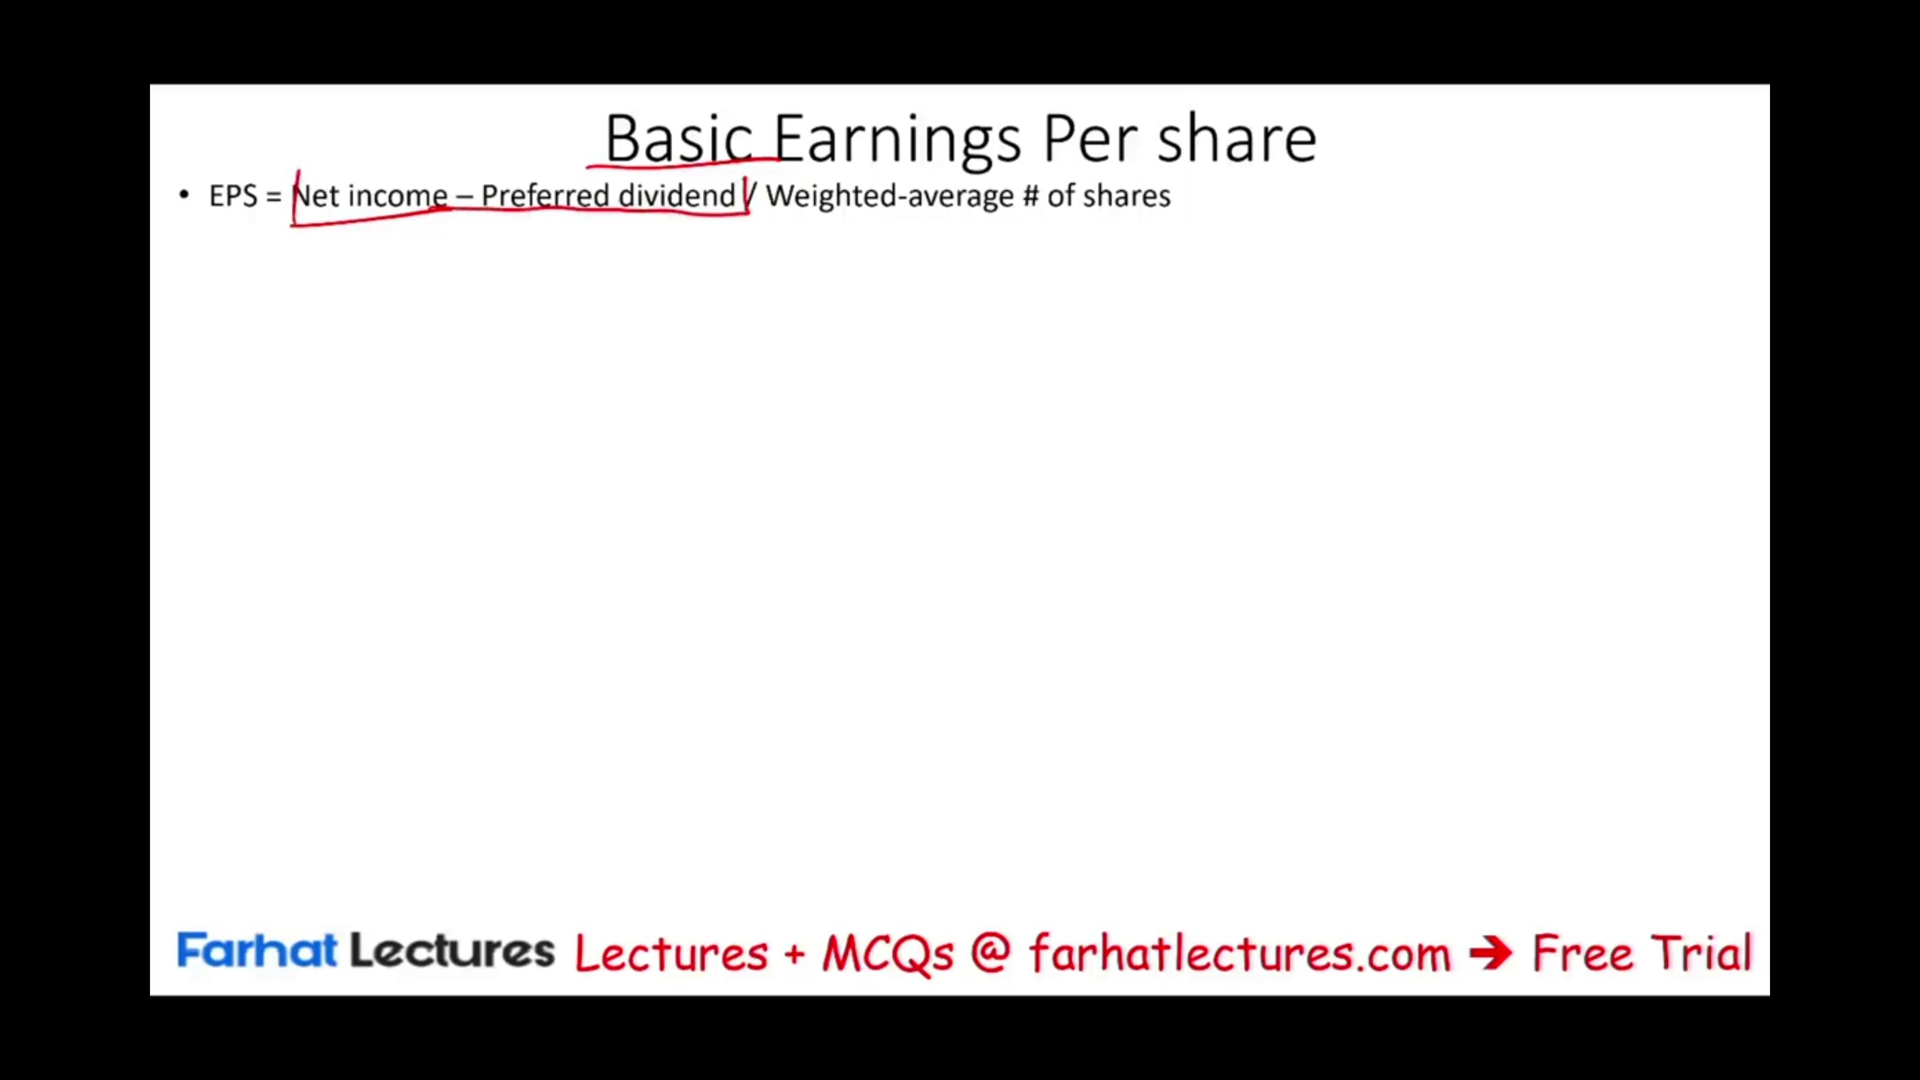 Basic Earnings Per share
• EPS = Net income – Preferred dividend / Weighted-average # of shares
Farhat Lectures Lectures + MCQs @ farhatlectures.com ➔ Free Trial